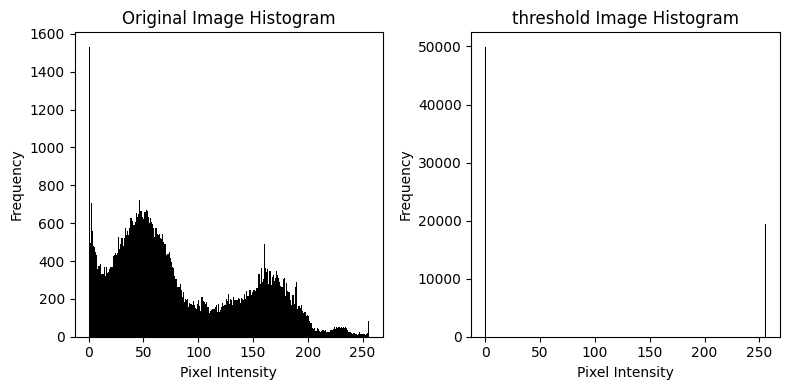 Original Image Histogram
1600
1400
1200
1000
800
600
400
200
0
Frequency
0 50 100 150 200 250
Pixel Intensity
threshold Image Histogram
50000
40000
30000
20000
10000
0
Frequency
0 50 100 150 200 250
Pixel Intensity